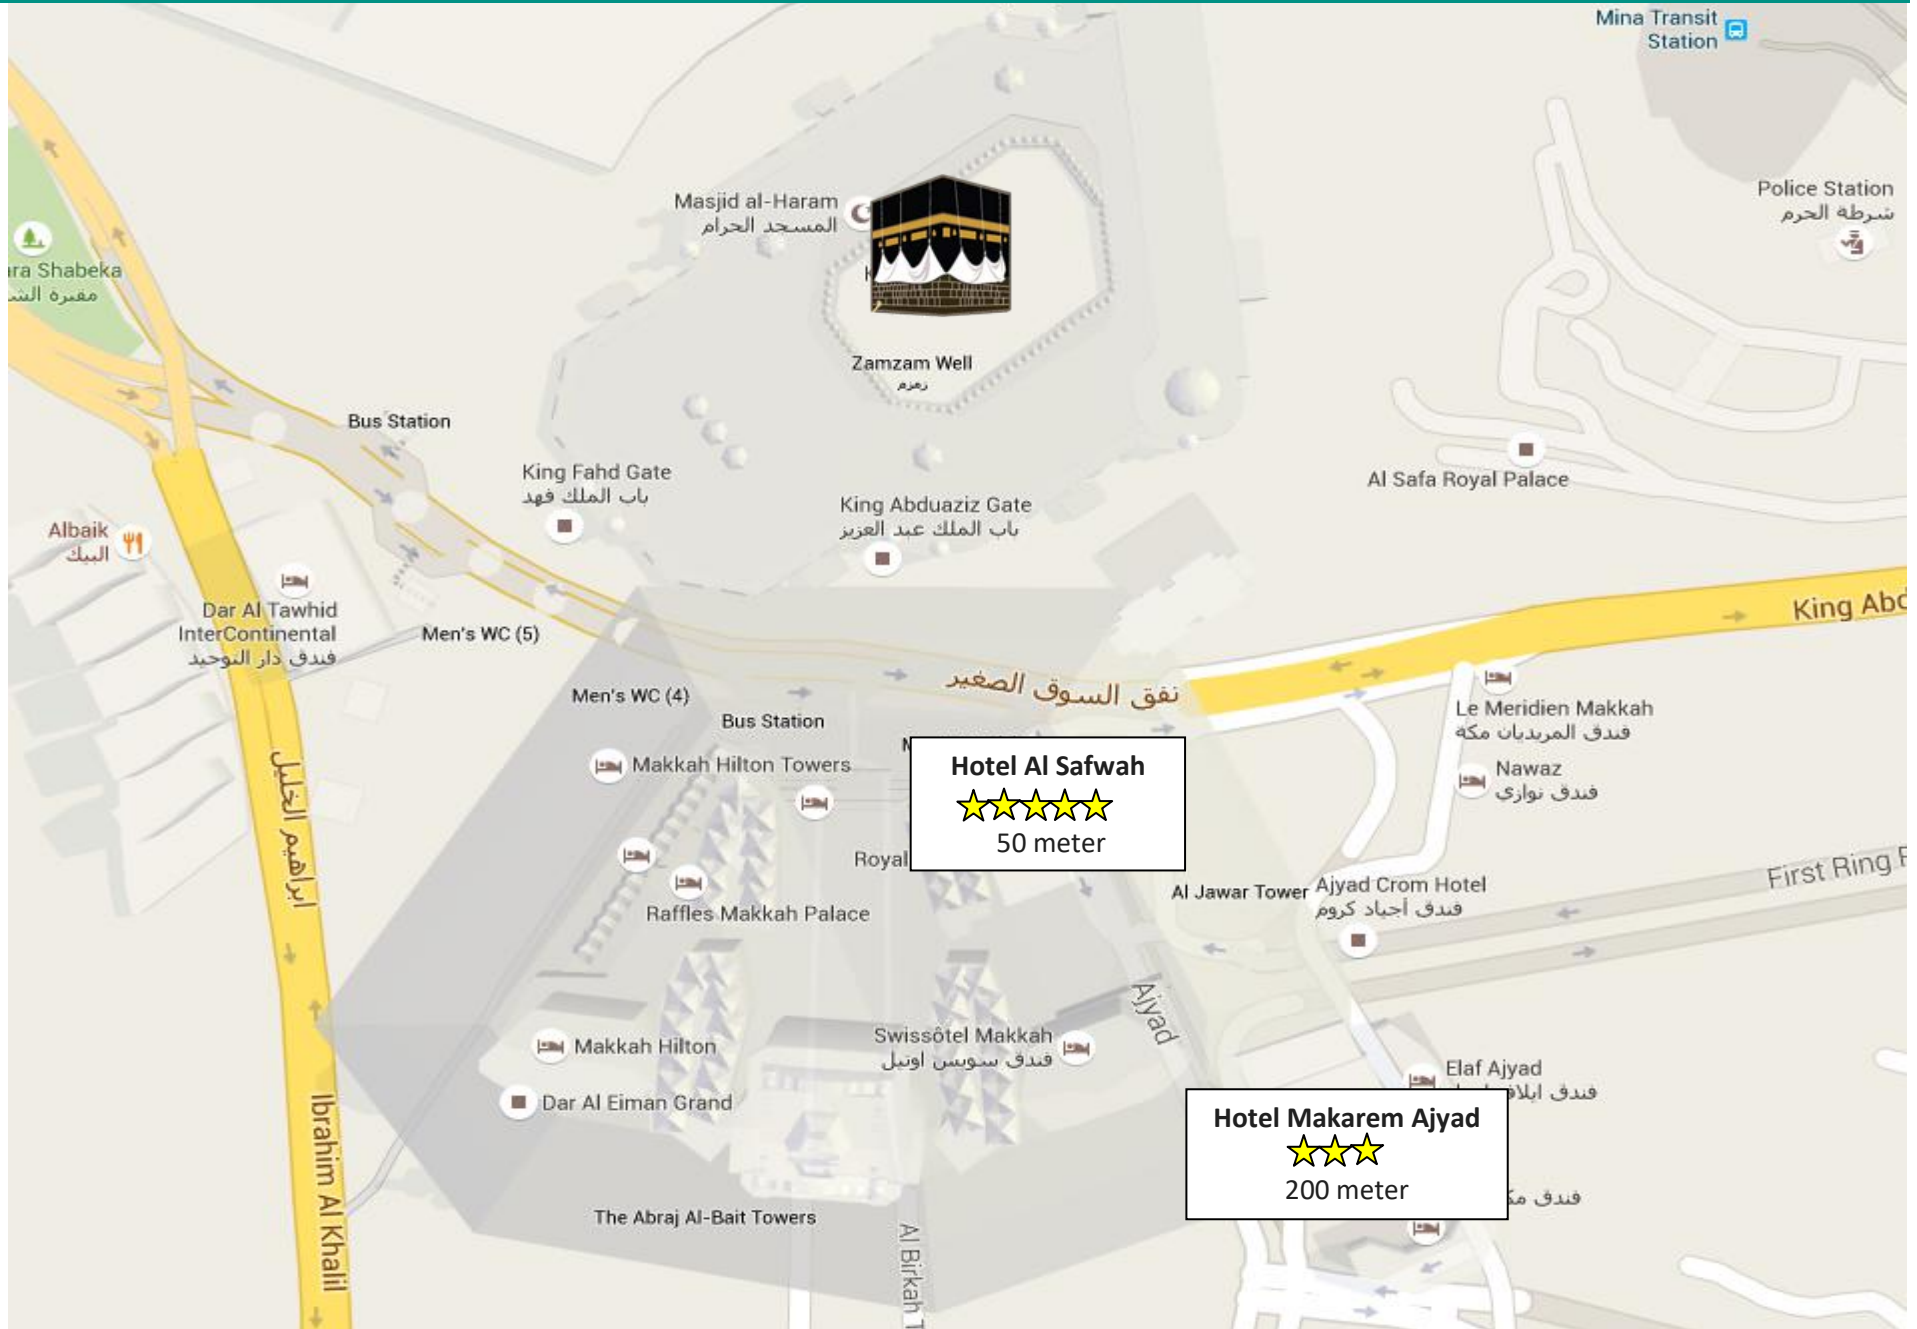 Mina Transit
Station
Police Station
شرطة الحرم
Masjid al-Haram
المسجد الحرام
ara Shabeka
مقبرة الش
Zamzam Well
زمزم
Bus Station
King Fahd Gate
باب الملك فهد
King Abduaziz Gate
باب الملك عبد العزيز
Al Safa Royal Palace
Albaik
البيك
Dar Al Tawhid
InterContinental
فندق دار التوحيد
Men's WC (5)
King Abd
نفق السوق الصغير
Men's WC (4)
Bus Station
Le Meridien Makkah
فندق المريديان مكة
Makkah Hilton Towers
Hotel Al Safwah
50 meter
Nawaz
فندق نوازي
ابراهيم الخليل
Royal
First Ring R
Al Jawar Tower
Ajyad Crom Hotel
فندق أجياد كروم
Raffles Makkah Palace
Ajyad
Makkah Hilton
Swissôtel Makkah
فندق سويس اوتيل
Elaf Ajyad
Dar Al Eiman Grand
Hotel Makarem Ajyad
200 meter
Ibrahim Al Khalil
The Abraj Al-Bait Towers
Al Birkah T